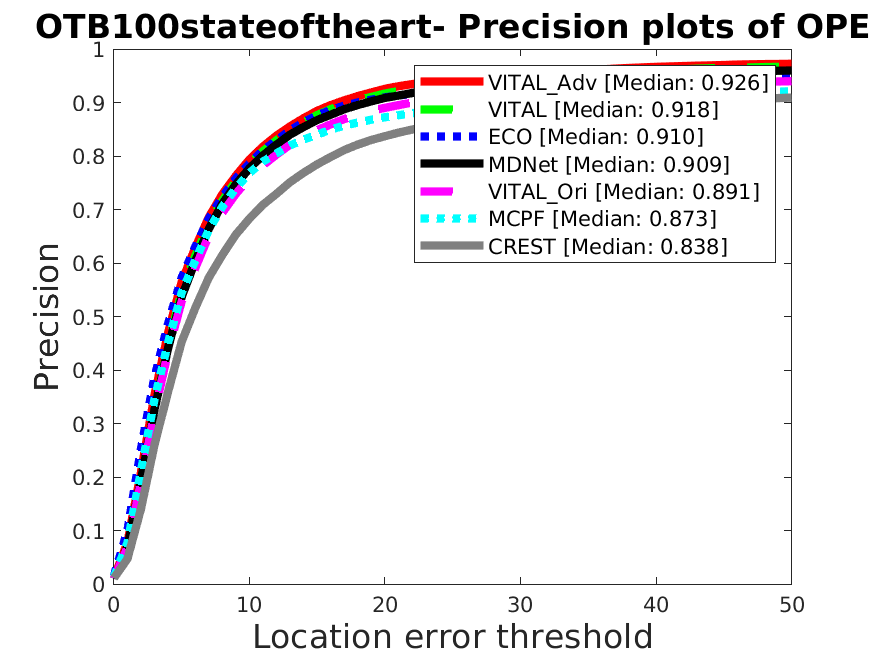 OTB100stateoftheart- Precision plots of OPE
1
0.9
0.8
0.7
0.6
0.5
0.4
0.3
0.2
0.1
0
Precision
VITAL_Adv [Median: 0.926]
VITAL [Median: 0.918]
ECO [Median: 0.910]
MDNet [Median: 0.909]
VITAL_Ori [Median: 0.891]
MCPF [Median: 0.873]
CREST [Median: 0.838]
0 10 20 30 40 50
Location error threshold